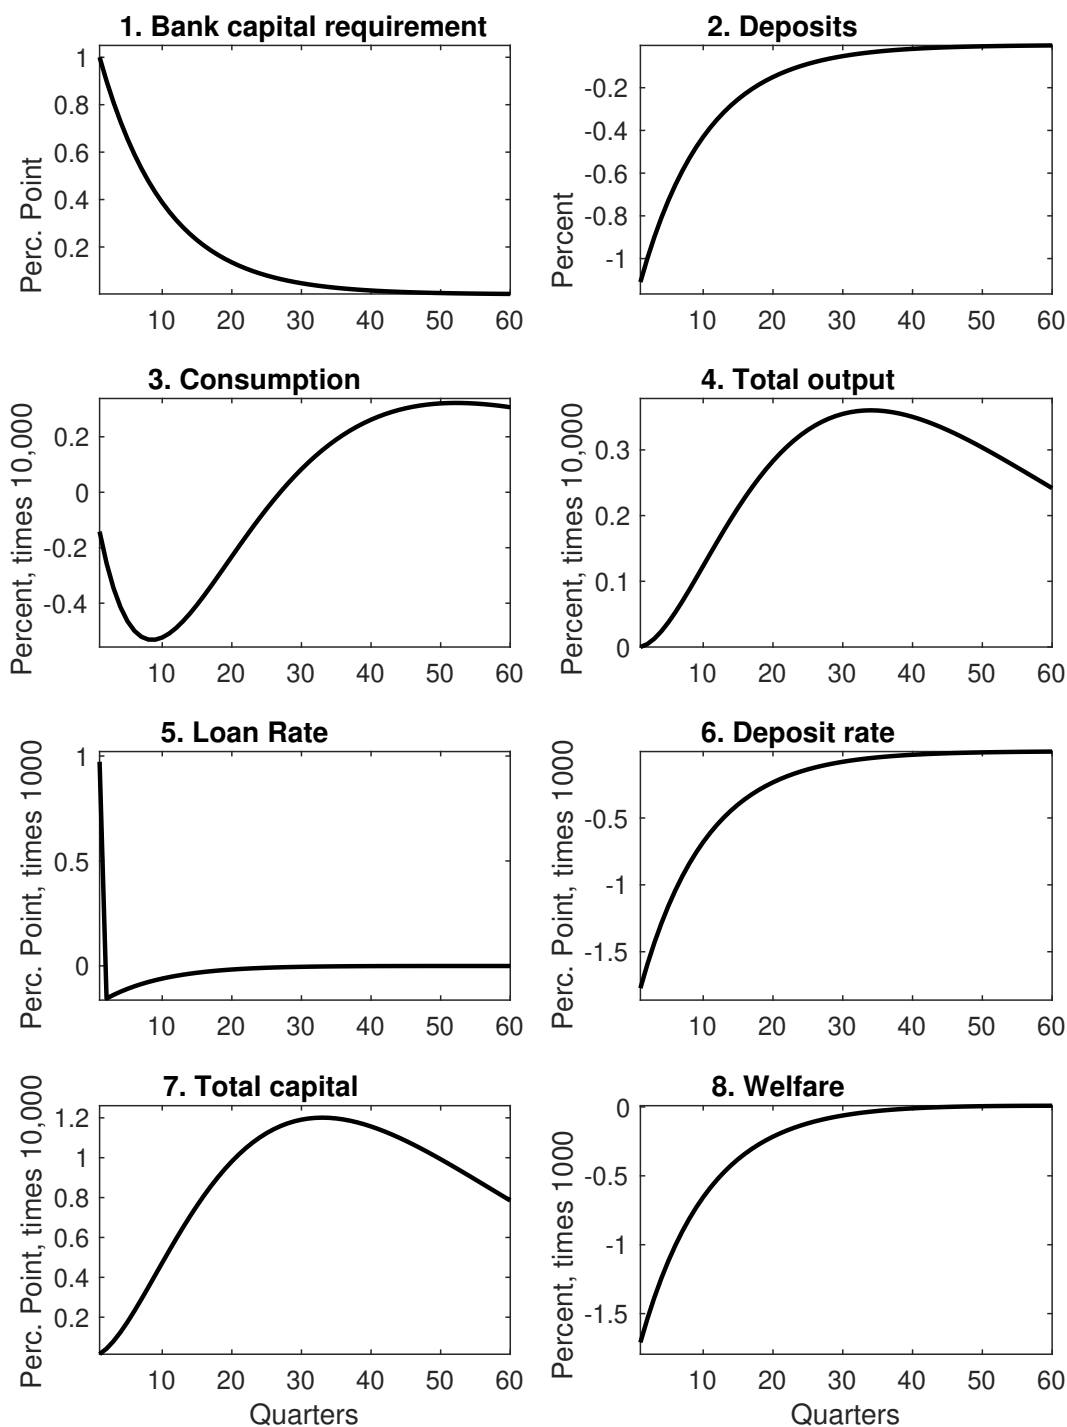 1. Bank capital requirement
Perc. Point
1
0.8
0.6
0.4
0.2
10 20 30 40 50 60
2. Deposits
Percent
-0.2
-0.4
-0.6
-0.8
-1
10 20 30 40 50 60
3. Consumption
Percent, times 10,000
0.2
0
-0.2
-0.4
10 20 30 40 50 60
4. Total output
Percent, times 10,000
0.3
0.2
0.1
0
10 20 30 40 50 60
5. Loan Rate
Perc. Point, times 1000
1
0.5
0
10 20 30 40 50 60
6. Deposit rate
Perc. Point, times 1000
-0.5
-1
-1.5
10 20 30 40 50 60
7. Total capital
Perc. Point, times 10,000
1.2
1
0.8
0.6
0.4
0.2
10 20 30 40 50 60
Quarters
8. Welfare
Percent, times 1000
0
-0.5
-1
-1.5
10 20 30 40 50 60
Quarters